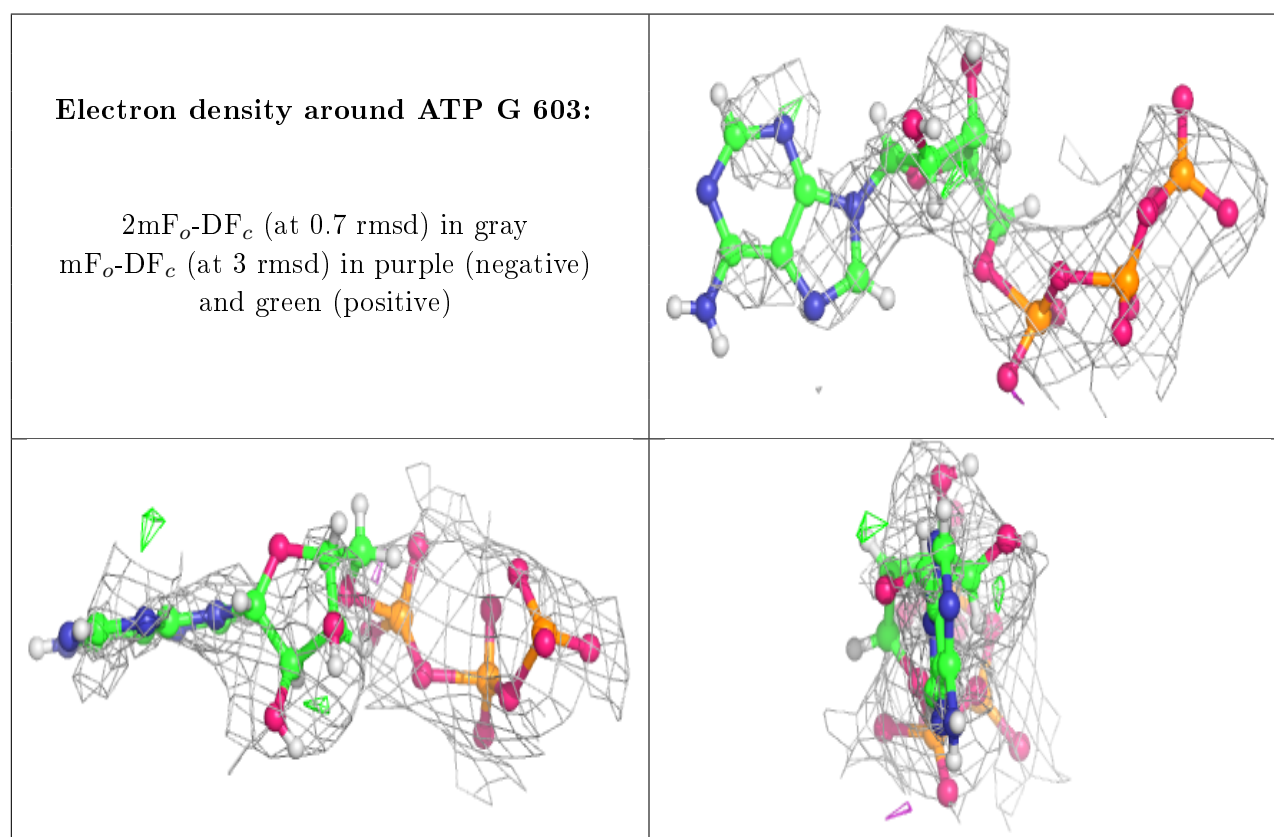 Electron density around ATP G 603:
2mFₒ-DF𝒸 (at 0.7 rmsd) in gray
mFₒ-DF𝒸 (at 3 rmsd) in purple (negative)
and green (positive)